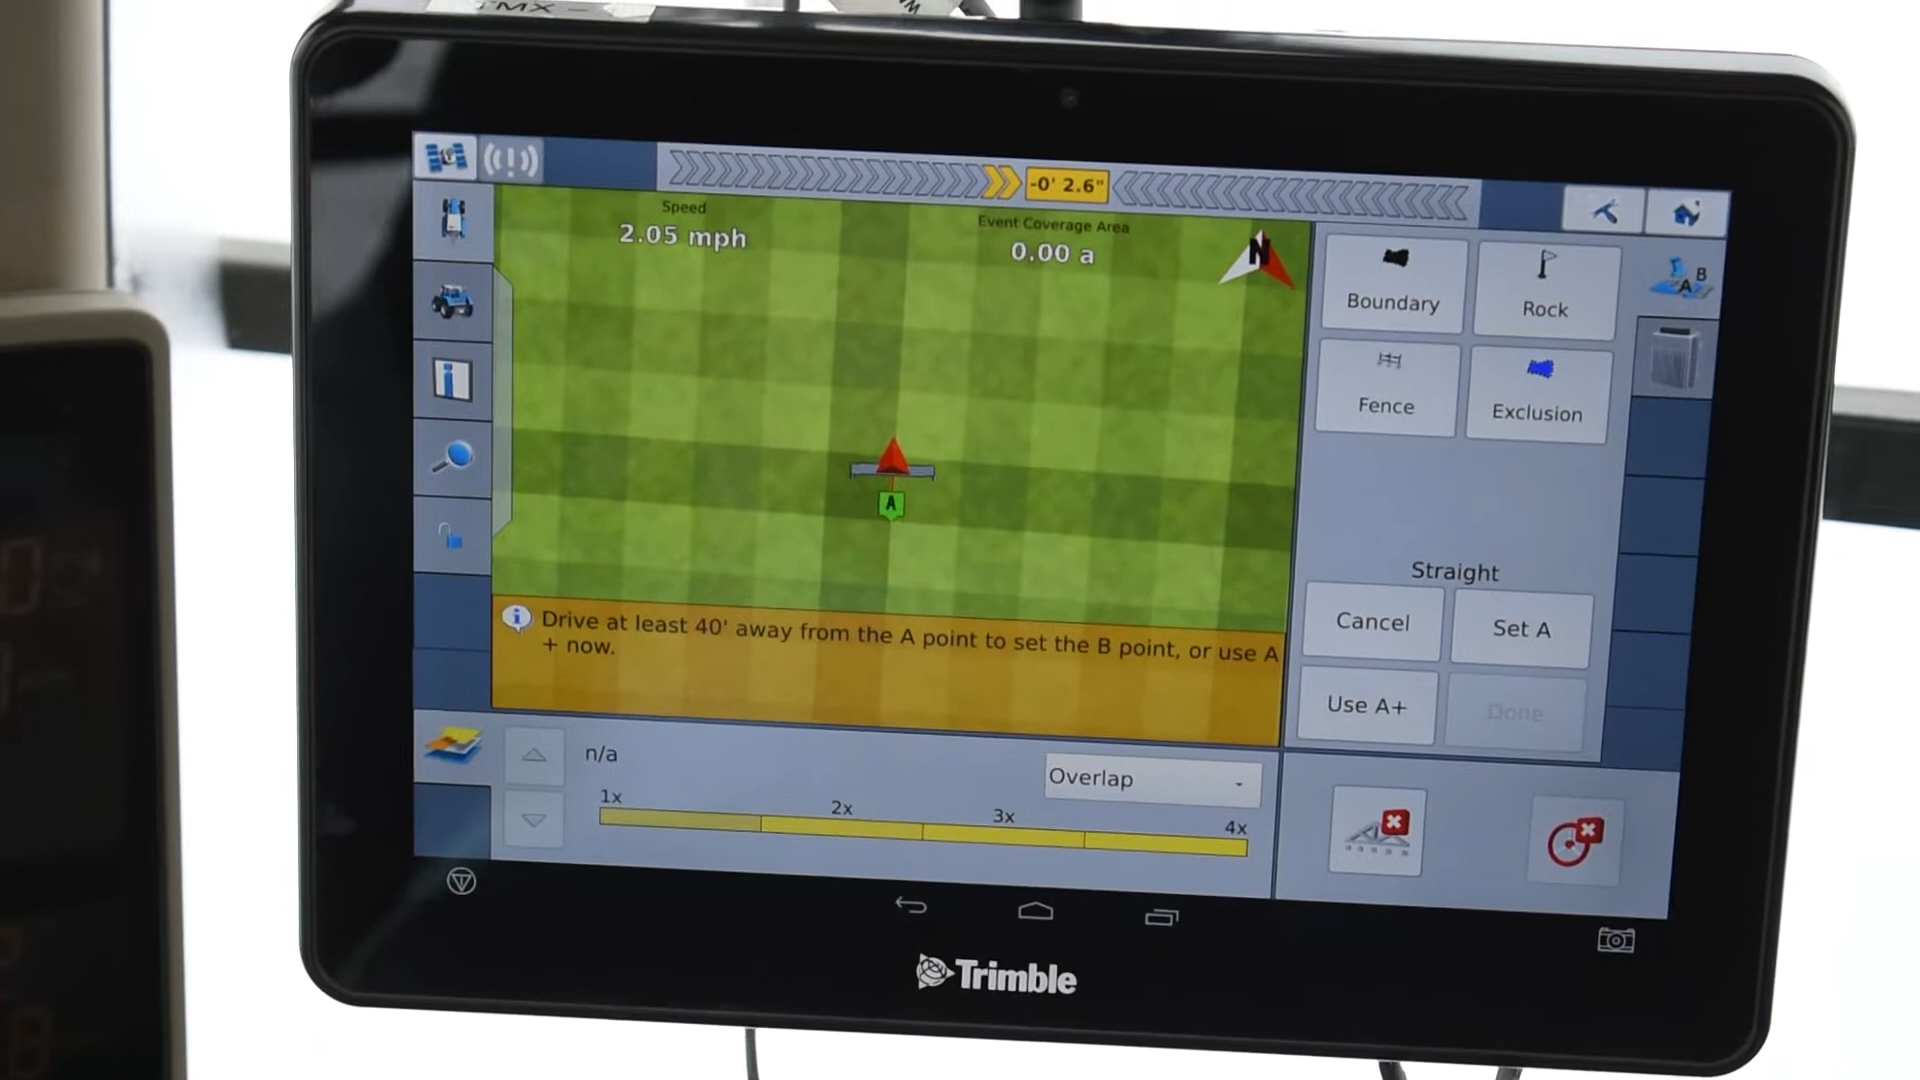 TMX-
-0' 2.6"
Speed
2.05 mph
Event Coverage Area
0.00 a
N
Boundary
Rock
B
A
Fence
Exclusion
A
Straight
Cancel
Set A
Drive at least 40' away from the A point to set the B point, or use A
+ now.
Use A+
Done
n/a
Overlap
1x
2x
3x
4x
Trimble